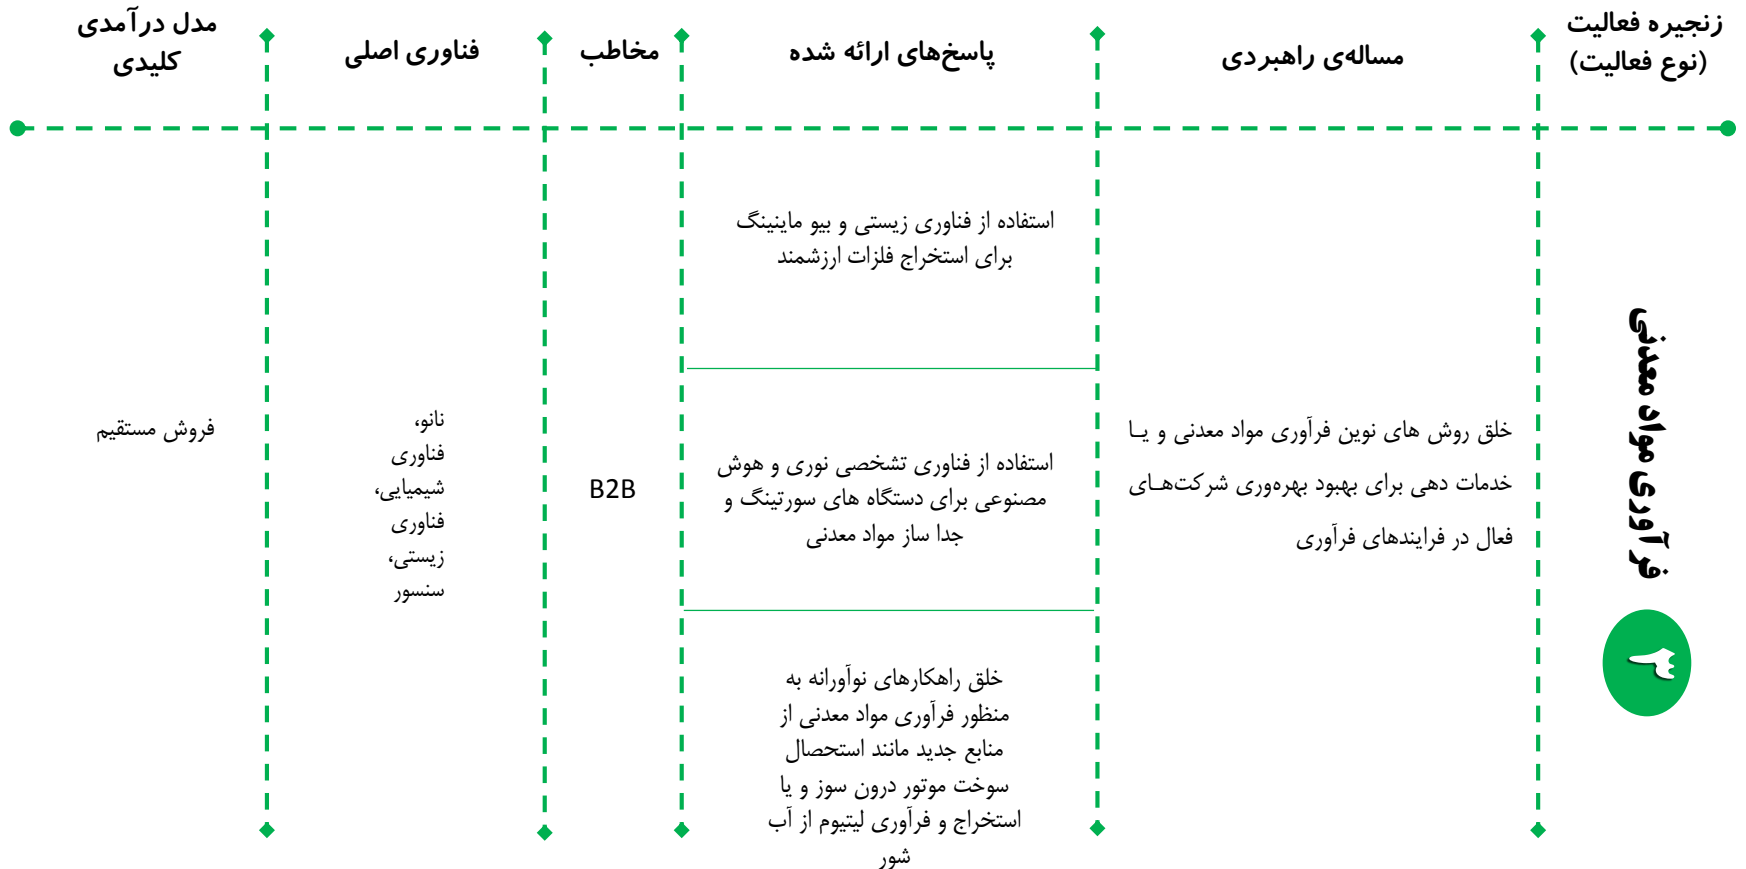 زنجیره فعالیت
(نوع فعالیت)
مساله‌ی راهبردی
پاسخ‌های ارائه شده
مخاطب
فناوری اصلی
مدل درآمدی
کلیدی
فرآوری مواد معدنی
۳
خلق روش های نوین فرآوری مواد معدنی و یا
خدمات دهی برای بهبود بهره‌وری شرکت‌های
فعال در فرایندهای فرآوری
استفاده از فناوری زیستی و بیو ماینینگ
برای استخراج فلزات ارزشمند
استفاده از فناوری تشخصی نوری و هوش
مصنوعی برای دستگاه های سورتینگ و
جدا ساز مواد معدنی
خلق راهکارهای نوآورانه به
منظور فرآوری مواد معدنی از
منابع جدید مانند استحصال
سوخت موتور درون سوز و یا
استخراج و فرآوری لیتیوم از آب
شور
B2B
نانو،
فناوری
شیمیایی،
فناوری
زیستی،
سنسور
فروش مستقیم